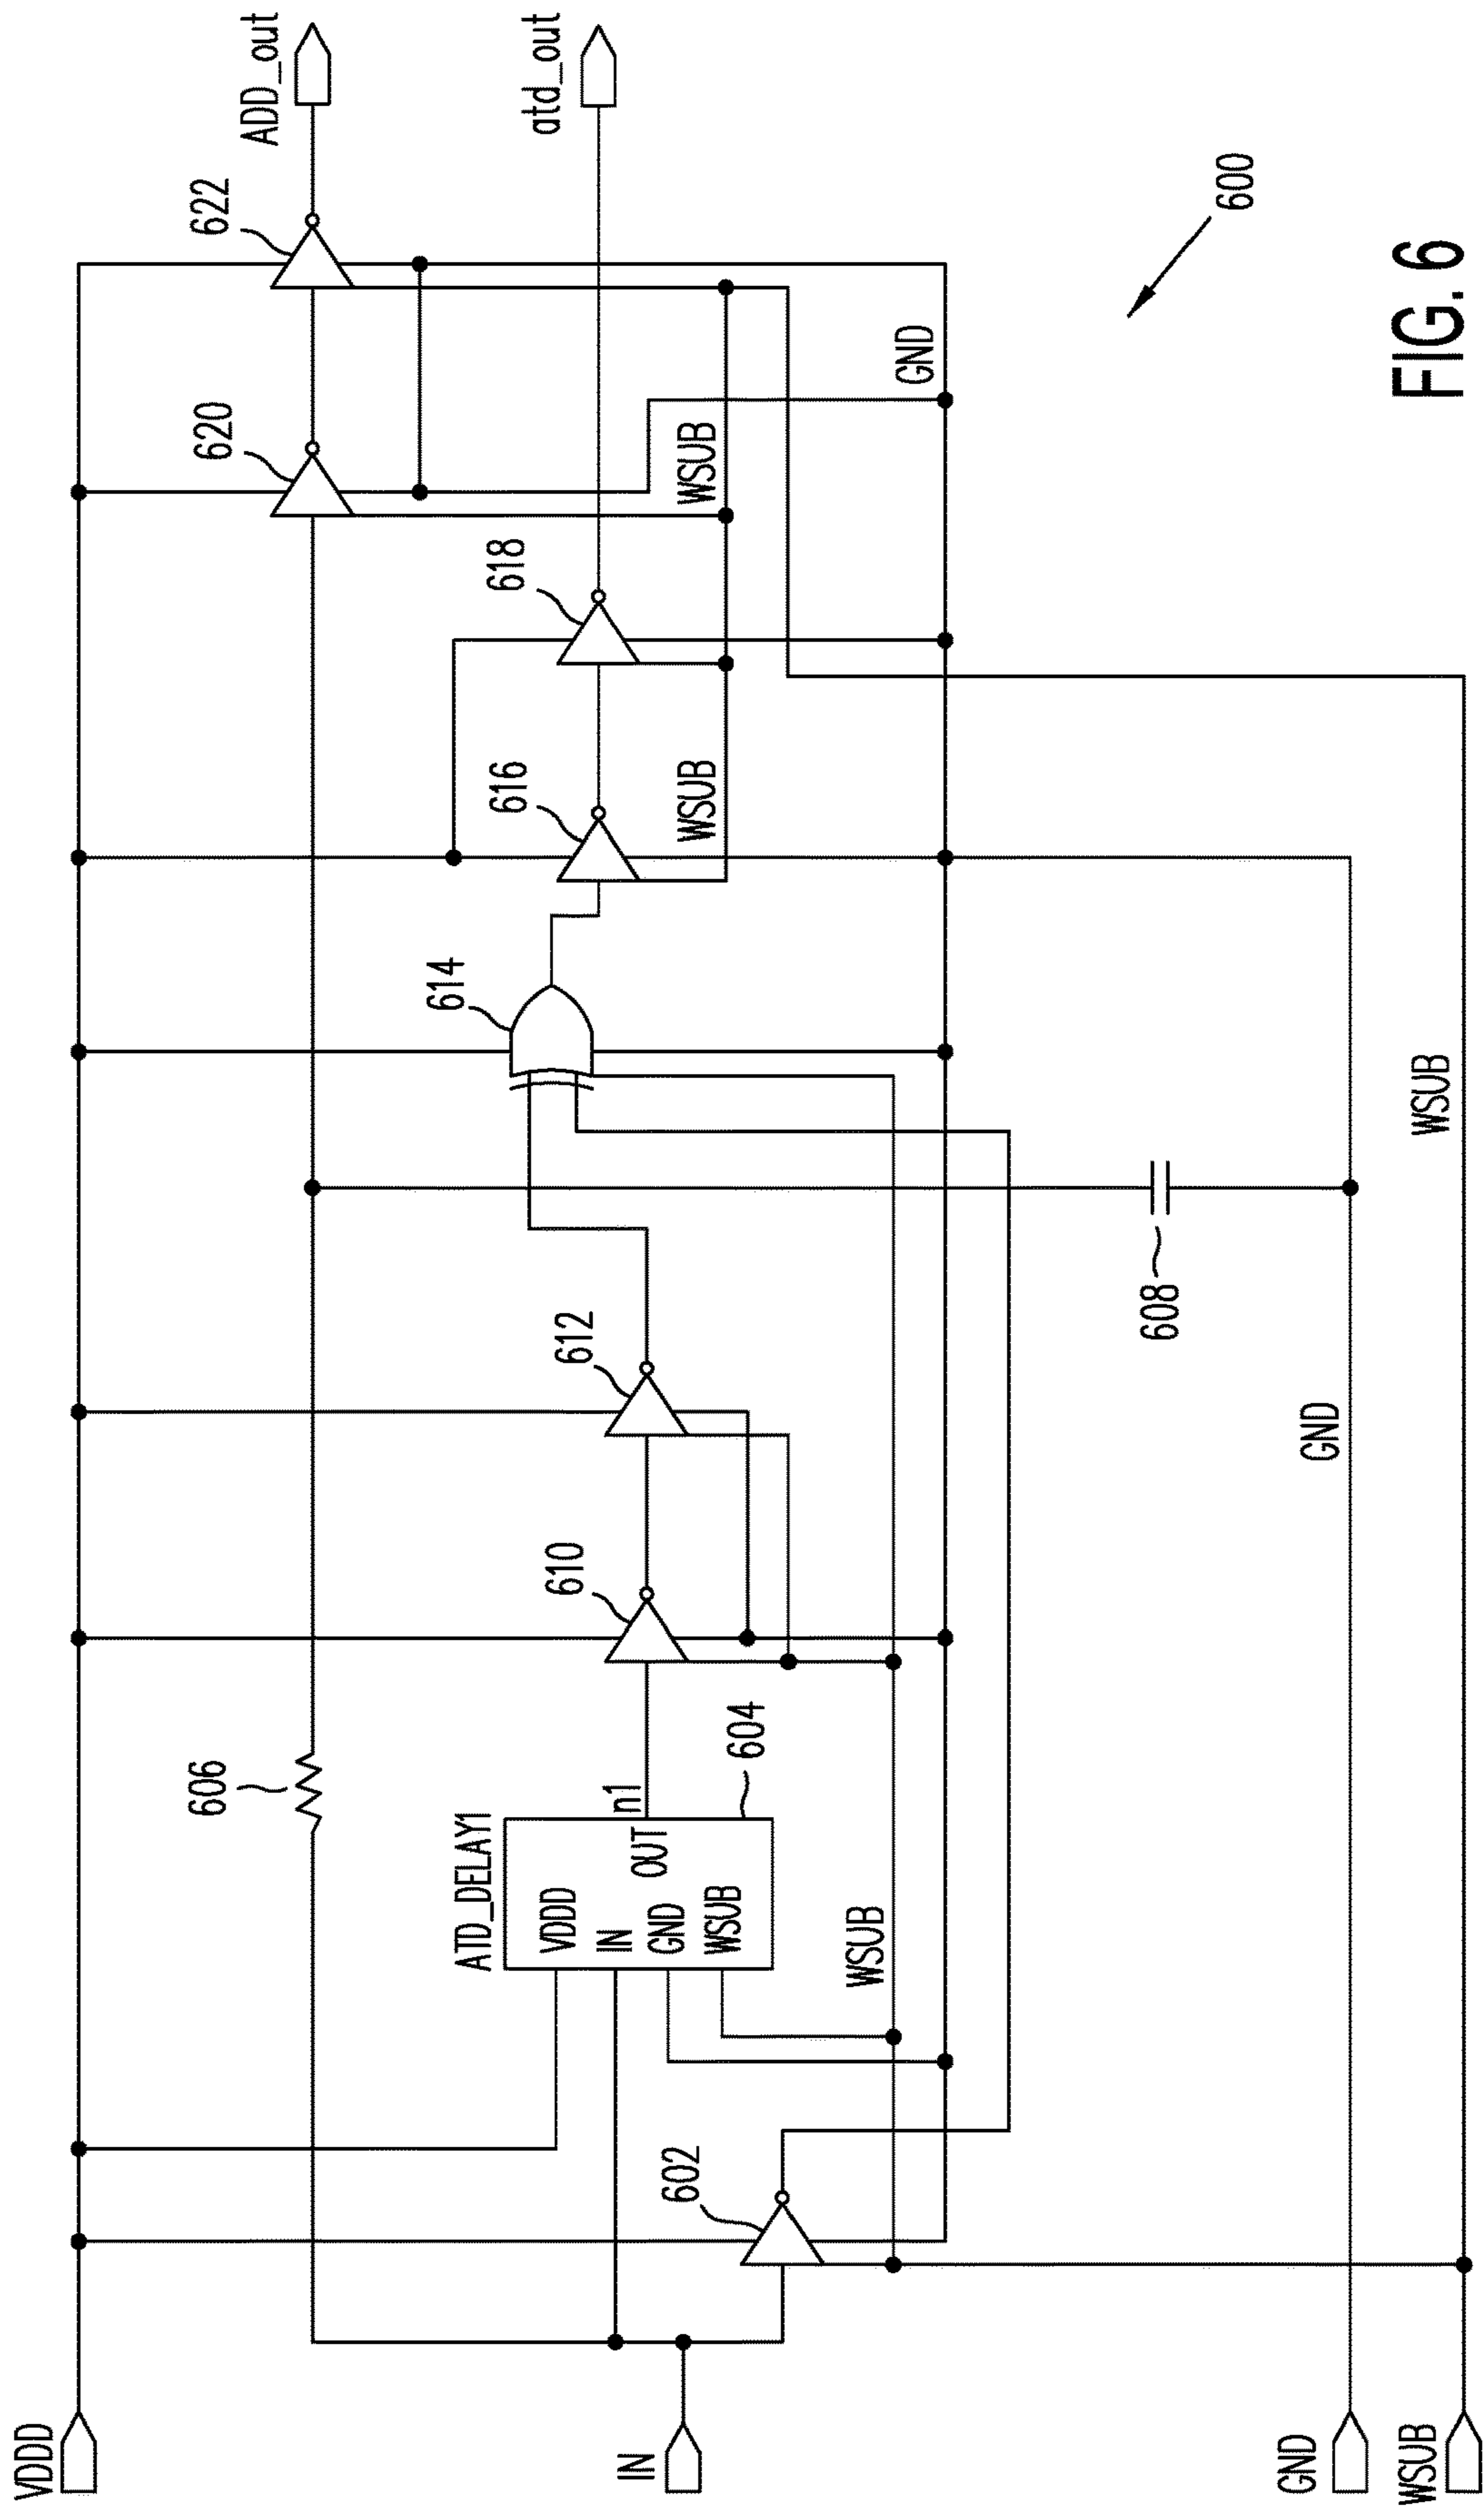 VDDD
IN
GND
WSUB
602
ATD_DELAY1
VDDD
IN
GND
WSUB
OUT
n1
604
606
WSUB
610
612
608
GND
WSUB
614
616
WSUB
618
WSUB
620
GND
622
ADD_out
atd_out
600
FIG. 6